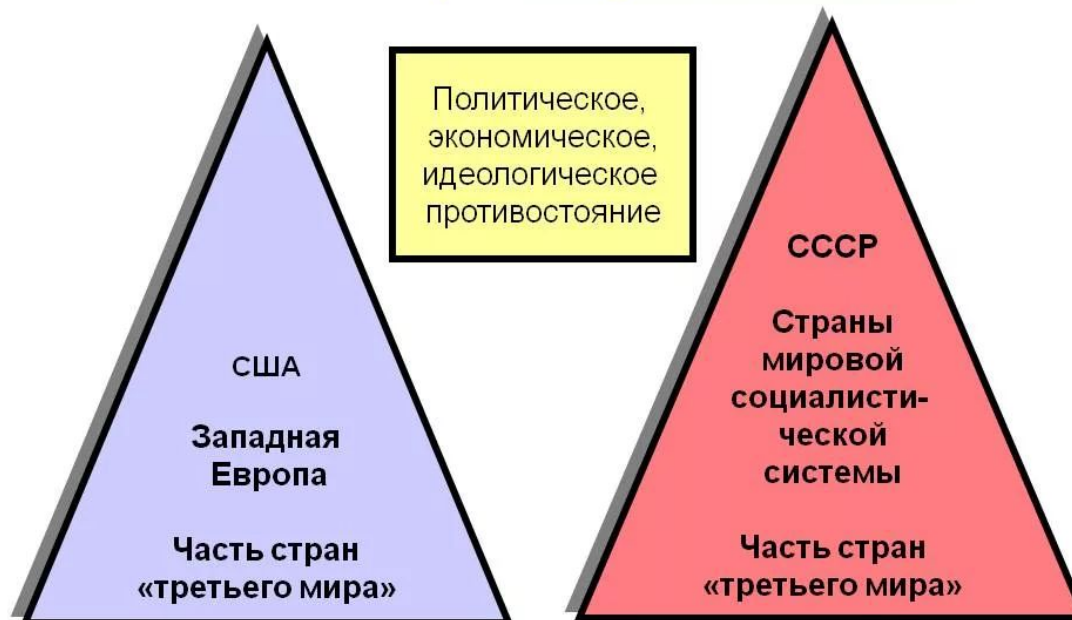 Политическое,
экономическое,
идеологическое
противостояние
США
Западная
Европа
Часть стран
«третьего мира»
СССР
Страны
мировой
социалисти-
ческой
системы
Часть стран
«третьего мира»